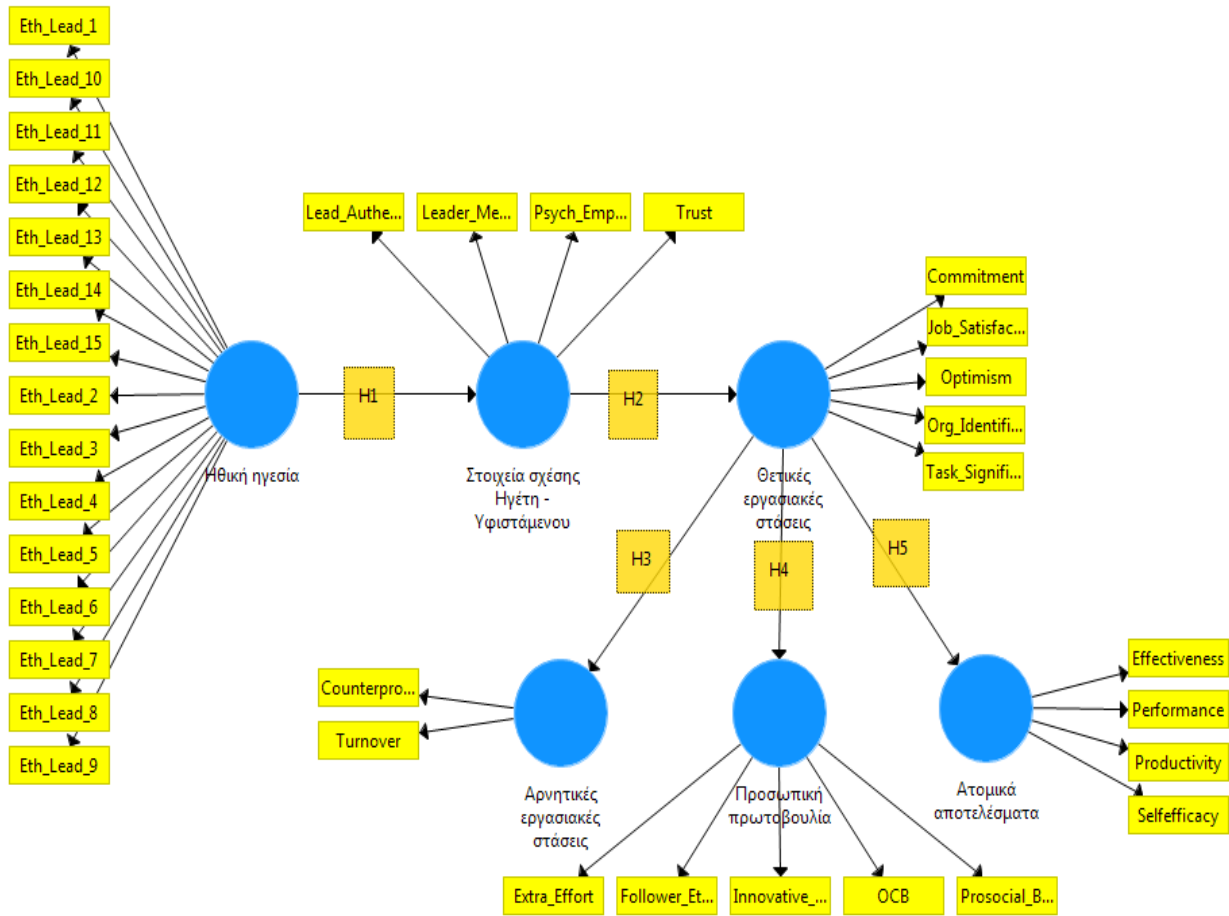 Eth_Lead_1
Eth_Lead_10
Eth_Lead_11
Eth_Lead_12
Eth_Lead_13
Eth_Lead_14
Eth_Lead_15
Eth_Lead_2
Eth_Lead_3
Eth_Lead_4
Eth_Lead_5
Eth_Lead_6
Eth_Lead_7
Eth_Lead_8
Eth_Lead_9
Ηθική ηγεσία
H1
Lead_Authe...
Leader_Me...
Psych_Emp...
Trust
Στοιχεία σχέσης
Ηγέτη -
Υφιστάμενου
H2
Commitment
Job_Satisfac...
Optimism
Org_Identifi...
Task_Signifi...
Θετικές
εργασιακές
στάσεις
H3
H4
H5
Counterpro...
Turnover
Αρνητικές
εργασιακές
στάσεις
Προσωπική
πρωτοβουλία
Extra_Effort
Follower_Et...
Innovative_...
OCB
Prosocial_B...
Ατομικά
αποτελέσματα
Effectiveness
Performance
Productivity
Selfefficacy